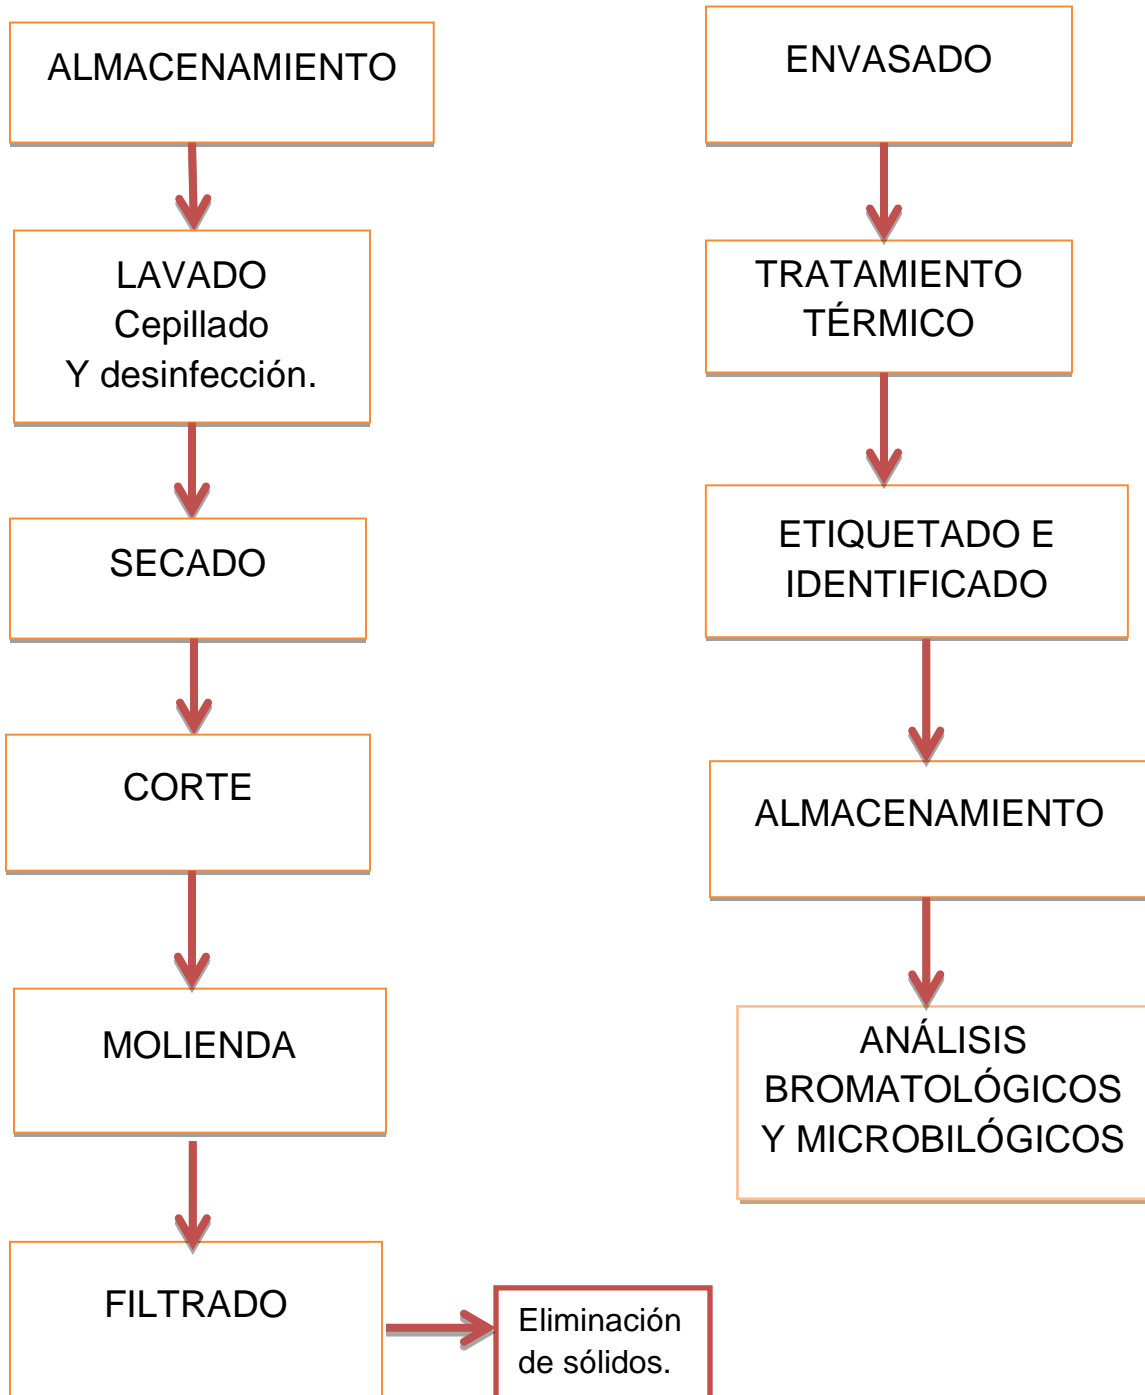 ALMACENAMIENTO
LAVADO
Cepillado
Y desinfección.
SECADO
CORTE
MOLIENDA
FILTRADO
Eliminación
de sólidos.
ENVASADO
TRATAMIENTO
TÉRMICO
ETIQUETADO E
IDENTIFICADO
ALMACENAMIENTO
ANÁLISIS
BROMATOLÓGICOS
Y MICROBILÓGICOS